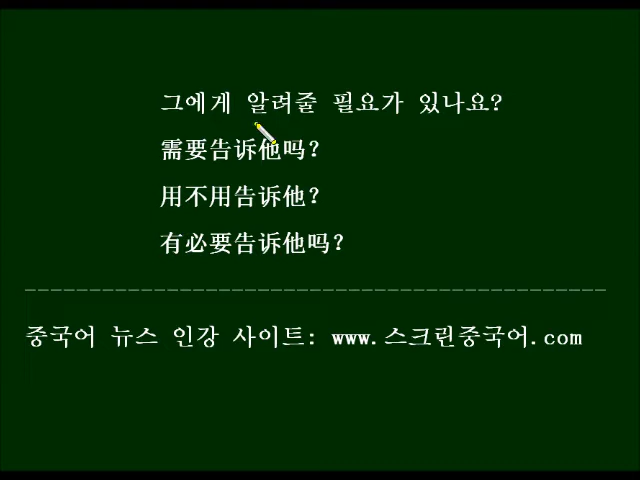 그에게 알려줄 필요가 있나요?
需要告诉他吗?
用不用告诉他?
有必要告诉他吗?
중국어 뉴스 인강 사이트: www.스크린중국어.com